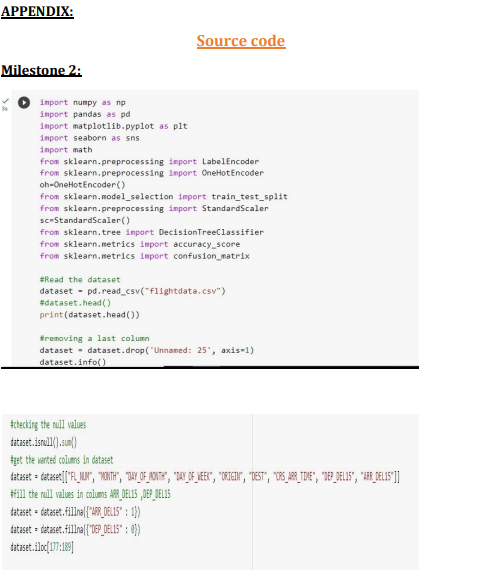 APPENDIX:
Source code
Milestone 2:
import numpy as np
import pandas as pd
import matplotlib.pyplot as plt
import seaborn as sns
import math
from sklearn.preprocessing import LabelEncoder
from sklearn.preprocessing import OneHotEncoder
oh=OneHotEncoder()
from sklearn.model_selection import train_test_split
from sklearn.preprocessing import StandardScaler
sc=StandardScaler()
from sklearn.tree import DecisionTreeClassifier
from sklearn.metrics import accuracy_score
from sklearn.metrics import confusion_matrix
#Read the dataset
dataset = pd.read_csv("flightdata.csv")
#dataset.head()
print(dataset.head())
#removing a last column
dataset = dataset.drop('Unnamed: 25', axis=1)
dataset.info()
#checking the null values
dataset.isnull().sum()
#get the wanted columns in dataset
dataset = dataset[["FL_NUM", "MONTH", "DAY_OF_MONTH", "DAY_OF_WEEK", "ORIGIN", "DEST", "CRS_ARR_TIME", "DEP_DEL15", "ARR_DEL15"]]
#fill the null values in columns ARR_DEL15 ,DEP_DEL15
dataset = dataset.fillna({"ARR_DEL15" : 1})
dataset = dataset.fillna({"DEP_DEL15" : 0})
dataset.iloc[177:189]